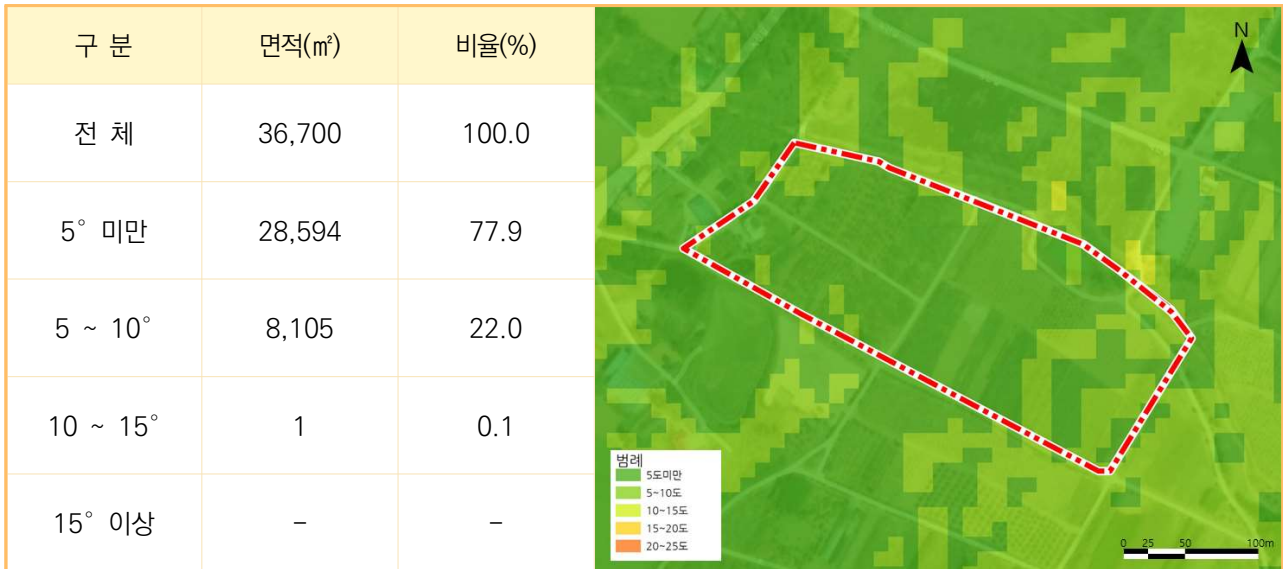 구 분 면적(㎡) 비율(%)
전 체 36,700 100.0
5° 미만 28,594 77.9
5 ~ 10° 8,105 22.0
10 ~ 15° 1 0.1
15° 이상 - -
N
범례
5도미만
5~10도
10~15도
15~20도
20~25도
0 25 50 100m